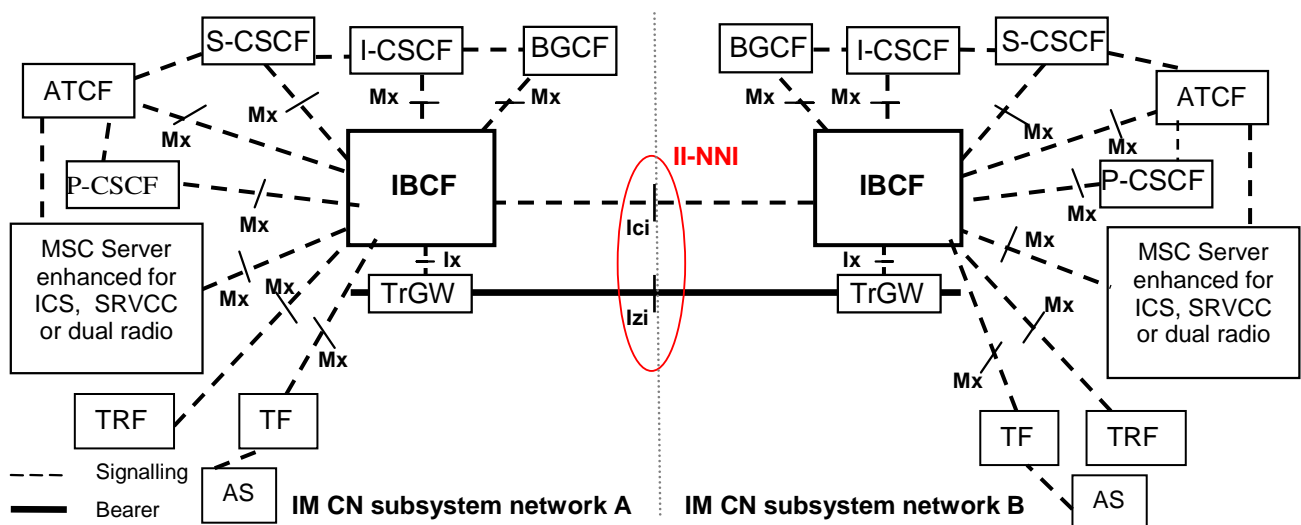 S-CSCF
I-CSCF
BGCF
BGCF
I-CSCF
S-CSCF
ATCF
ATCF
Mx
Mx
Mx
Mx
Mx
Mx
Mx
Mx
II-NNI
P-CSCF
IBCF
IBCF
P-CSCF
Mx
Mx
Ici
MSC Server
enhanced for
ICS, SRVCC
or dual radio
Mx
Mx
Mx
Ix
Ix
Mx
MSC Server
enhanced for
ICS, SRVCC
or dual radio
TrGW
TrGW
Izi
Mx
Mx
TRF
TF
TF
TRF
Signalling
AS
AS
Bearer
IM CN subsystem network A
IM CN subsystem network B